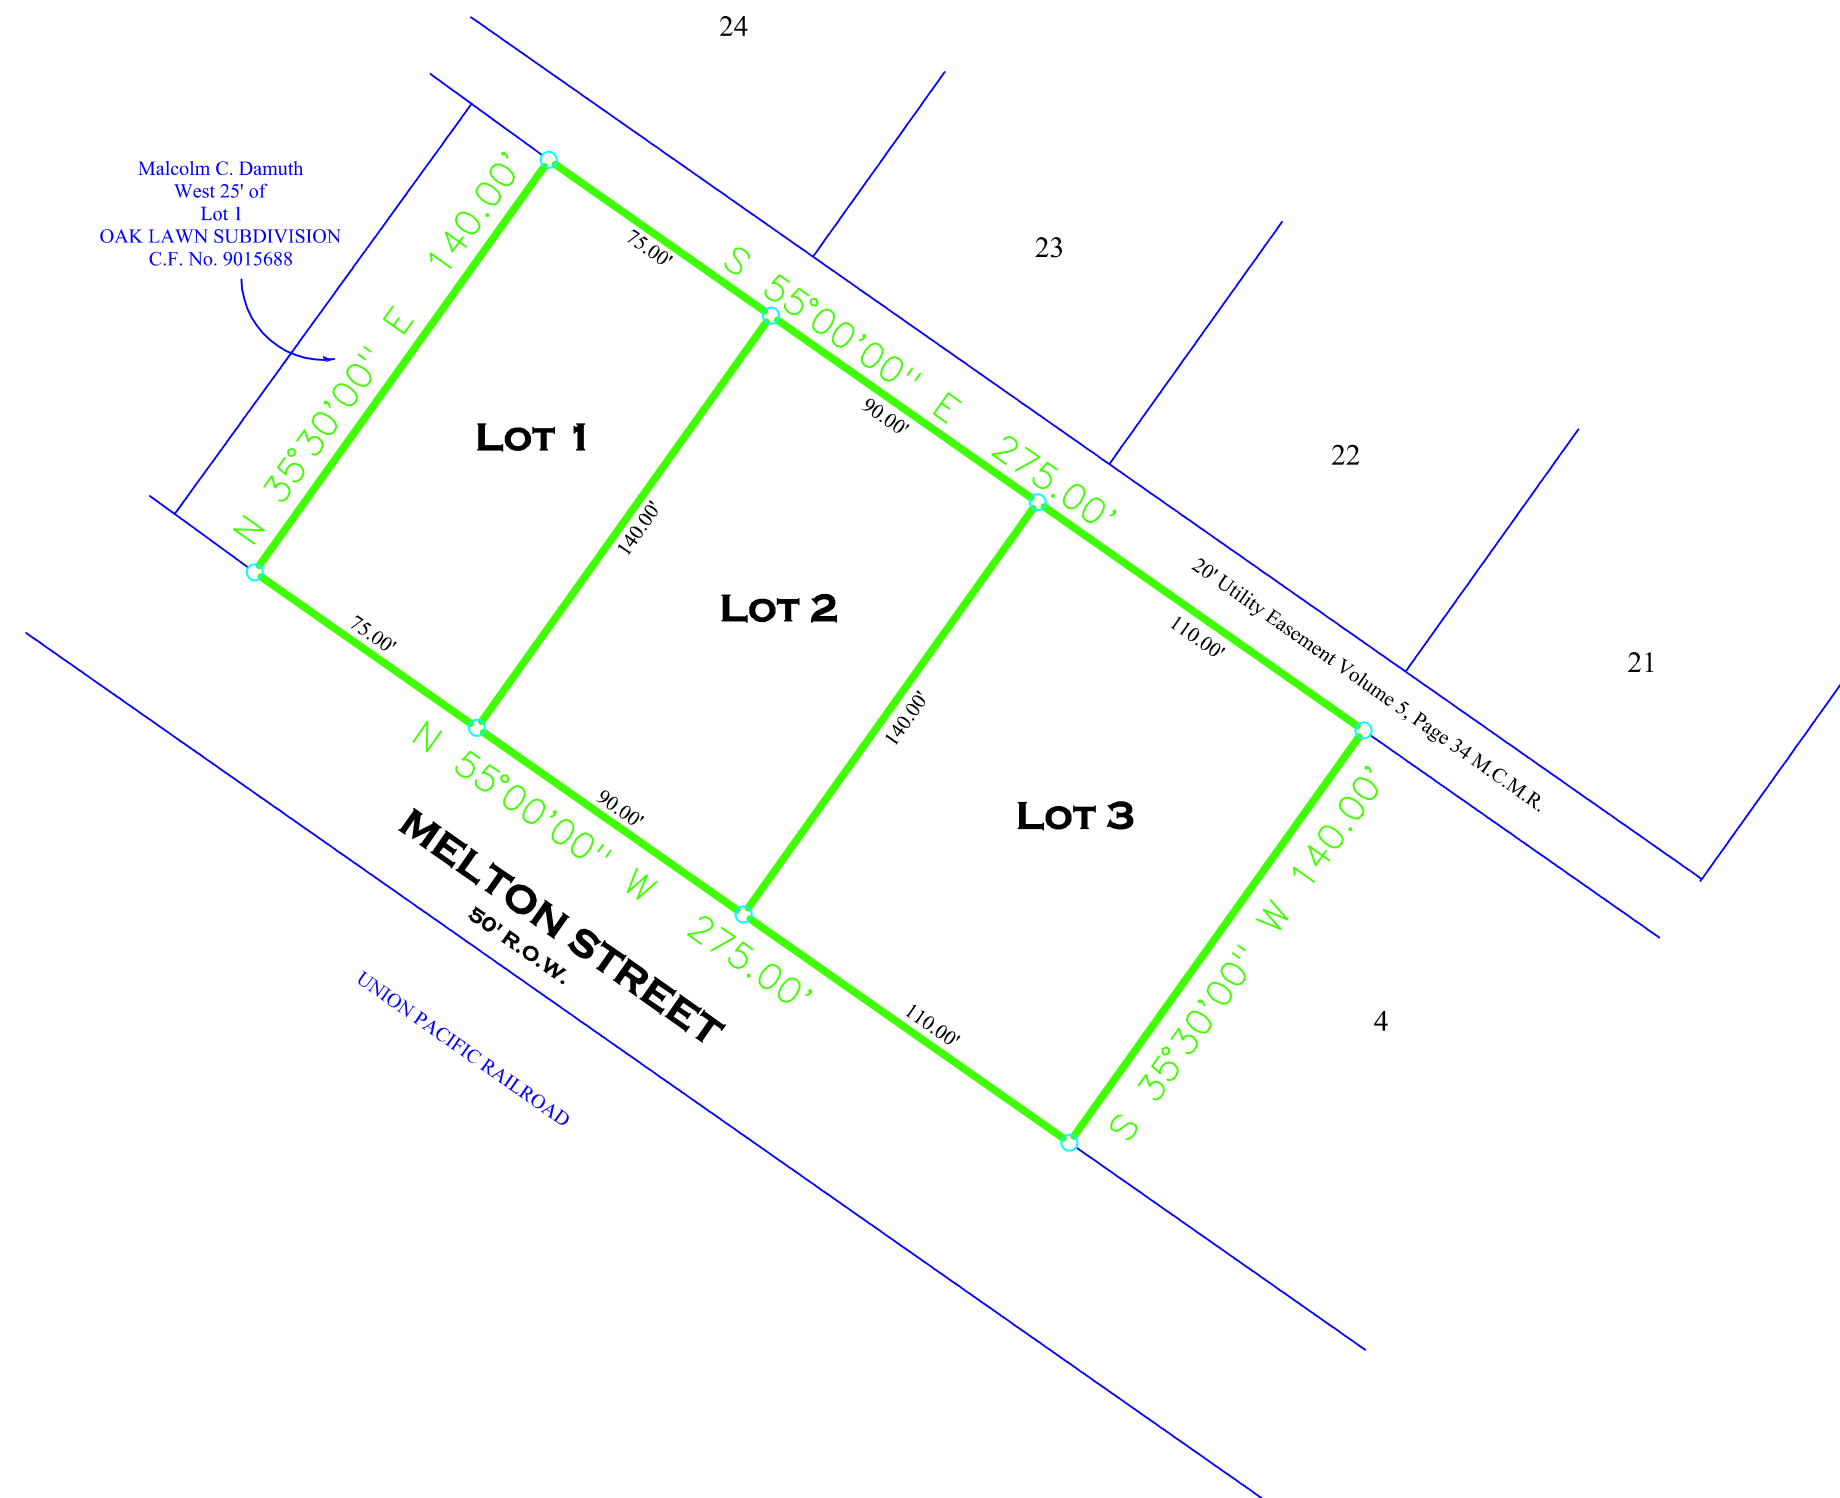 24
Malcolm C. Damuth
West 25' of
Lot 1
OAK LAWN SUBDIVISION
C.F. No. 9015688
N 35°30'00" E 140.00'
75.00'
S 55°00'00" E 275.00'
23
90.00'
LOT 1
140.00'
22
20' Utility Easement Volume 5, Page 34 M.C.M.R.
110.00'
21
LOT 2
75.00'
140.00'
N 55°00'00" W 275.00'
90.00'
LOT 3
S 35°30'00" W 140.00'
MELTON STREET
50' R.O.W.
110.00'
4
UNION PACIFIC RAILROAD